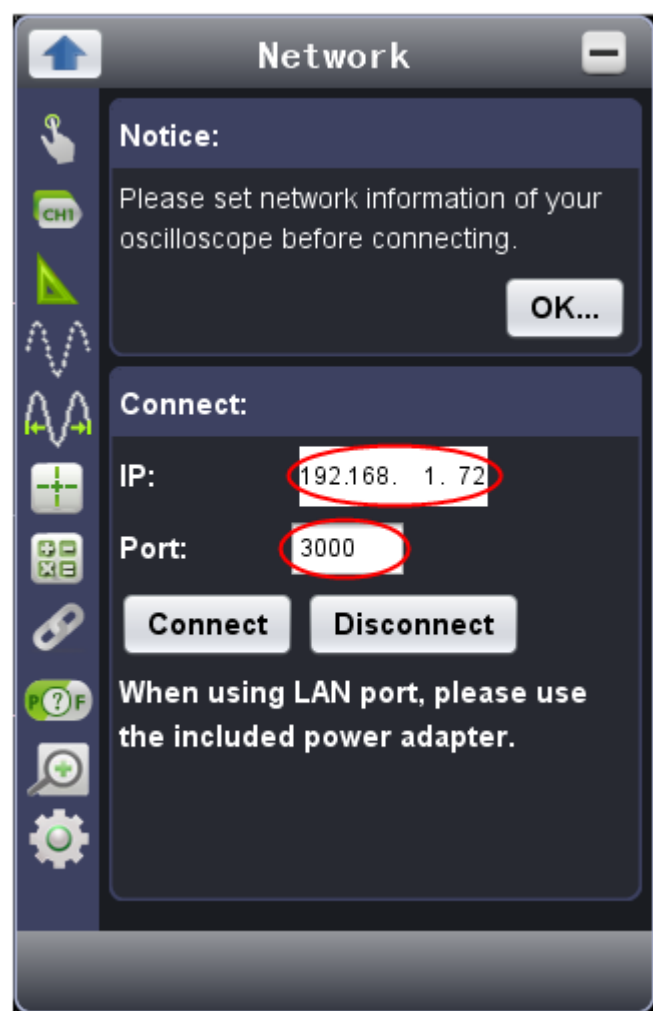 Network
CH1
Notice:
Please set network information of your
oscilloscope before connecting.
OK...
Connect:
IP: 192.168. 1. 72
Port: 3000
Connect Disconnect
P?F
When using LAN port, please use
the included power adapter.